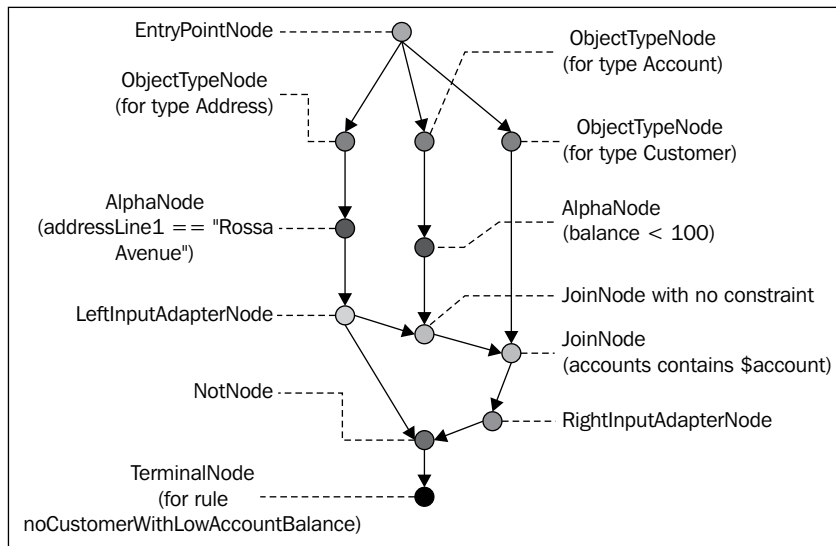 EntryPointNode
ObjectTypeNode
(for type Account)
ObjectTypeNode
(for type Address)
ObjectTypeNode
(for type Customer)
AlphaNode
(addressLine1 == "Rossa
Avenue")
AlphaNode
(balance < 100)
LeftInputAdapterNode
JoinNode with no constraint
JoinNode
(accounts contains $account)
NotNode
RightInputAdapterNode
TerminalNode
(for rule
noCustomerWithLowAccountBalance)